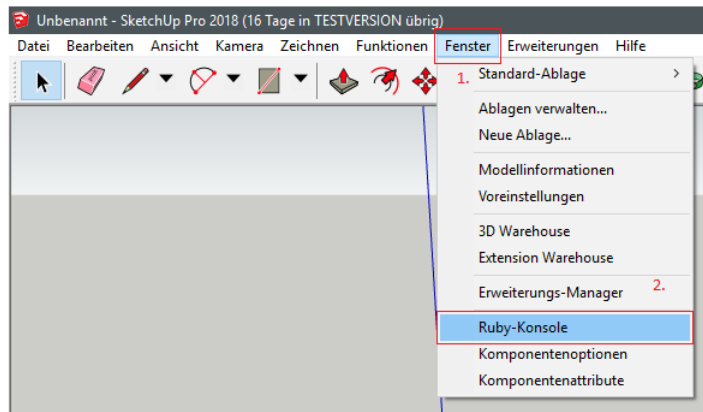 Unbenannt - SketchUp Pro 2018 (16 Tage in TESTVERSION übrig)
Datei Bearbeiten Ansicht Kamera Zeichnen Funktionen Fenster Erweiterungen Hilfe
1. Standard-Ablage
Ablagen verwalten...
Neue Ablage...
Modellinformationen
Voreinstellungen
3D Warehouse
Extension Warehouse
Erweiterungs-Manager 2.
Ruby-Konsole
Komponentenoptionen
Komponentenattribute